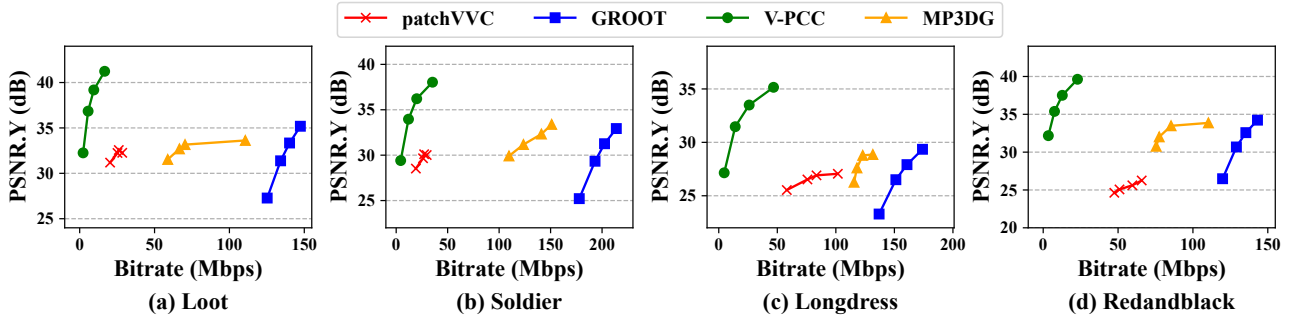 patchVVC GROOT V-PCC MP3DG
PSNR.Y (dB)
40
35
30
25
0 50 100 150
Bitrate (Mbps)
(a) Loot
PSNR.Y (dB)
40
35
30
25
0 50 100 150 200
Bitrate (Mbps)
(b) Soldier
PSNR.Y (dB)
35
30
25
0 50 100 150 200
Bitrate (Mbps)
(c) Longdress
PSNR.Y (dB)
40
35
30
25
20
0 50 100 150
Bitrate (Mbps)
(d) Redandblack